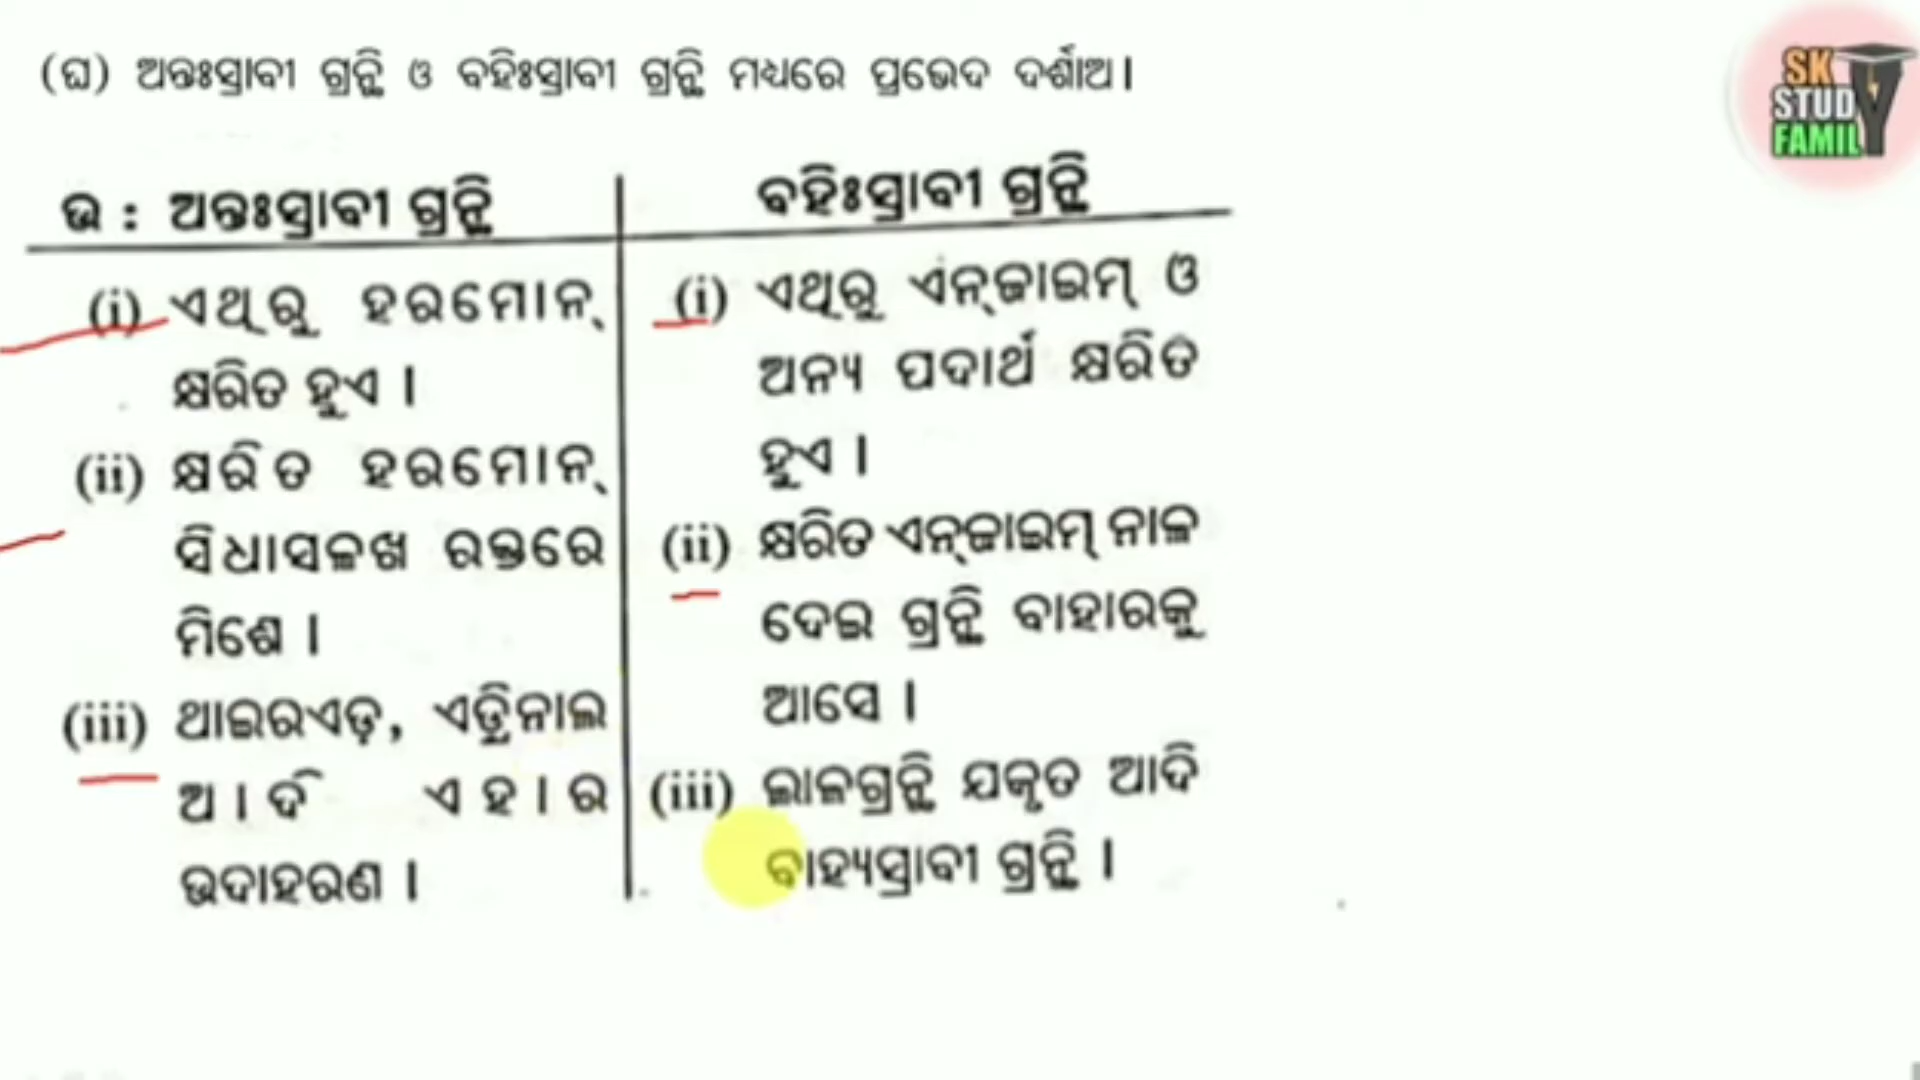 (ଘ) ଅନ୍ତଃସ୍ରାବୀ ଗ୍ରନ୍ଥି ଓ ବହିଃସ୍ରାବୀ ଗ୍ରନ୍ଥି ମଧ୍ୟରେ ପ୍ରଭେଦ ଦର୍ଶାଅ।
SK
STUDY
FAMILY
ଉ : ଅନ୍ତଃସ୍ରାବୀ ଗ୍ରନ୍ଥି
(i) ଏଥିରୁ ହରମୋନ୍
କ୍ଷରିତ ହୁଏ ।
(ii) କ୍ଷରିତ ହରମୋନ୍
ସିଧାସଳଖ ରକ୍ତରେ
ମିଶେ ।
(iii) ଥାଇରଏଡ଼, ଏଡ୍ରିନାଲ
ଆଦି ଏହାର
ଉଦାହରଣ ।
ବହିଃସ୍ରାବୀ ଗ୍ରନ୍ଥି
(i) ଏଥିରୁ ଏନ୍‌ଜାଇମ୍ ଓ
ଅନ୍ୟ ପଦାର୍ଥ କ୍ଷରିତ
ହୁଏ ।
(ii) କ୍ଷରିତ ଏନ୍‌ଜାଇମ୍ ନାଳ
ଦେଇ ଗ୍ରନ୍ଥି ବାହାରକୁ
ଆସେ ।
(iii) ଲାଳଗ୍ରନ୍ଥି ଯକୃତ ଆଦି
ବାହ୍ୟସ୍ରାବୀ ଗ୍ରନ୍ଥି ।